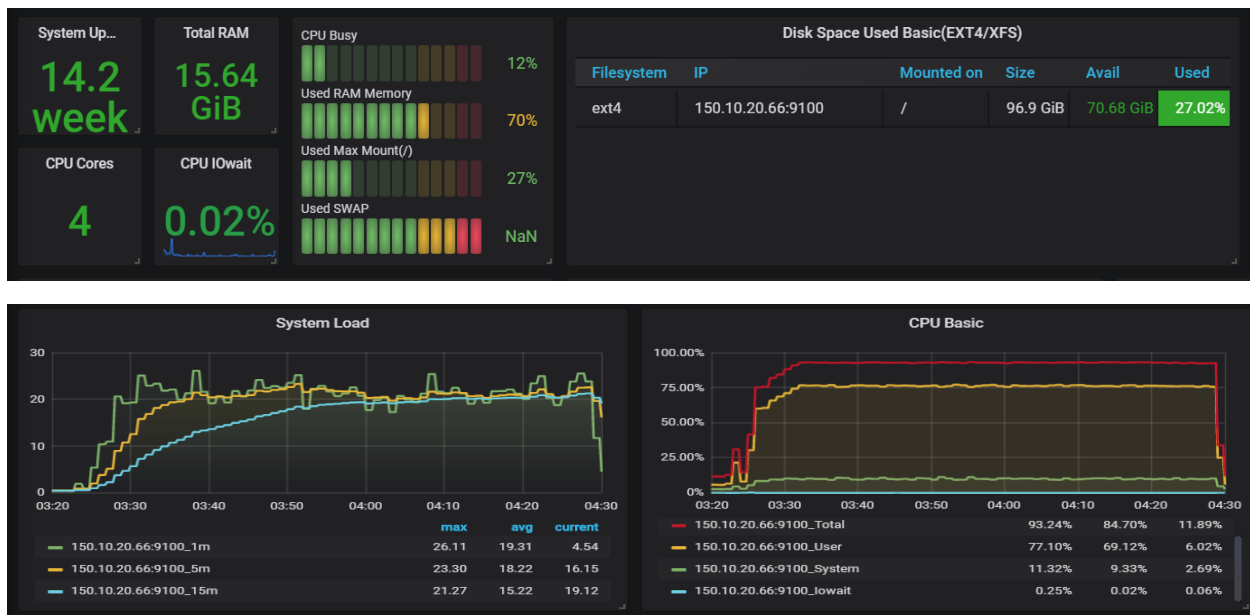 System Up...
14.2
week
Total RAM
15.64
GiB
CPU Cores
4
CPU IOwait
0.02%
CPU Busy
12%
Used RAM Memory
70%
Used Max Mount(/)
27%
Used SWAP
NaN
Disk Space Used Basic(EXT4/XFS)
Filesystem IP Mounted on Size Avail Used
ext4 150.10.20.66:9100 / 96.9 GiB 70.68 GiB 27.02%
System Load
30
20
10
0
03:20 03:30 03:40 03:50 04:00 04:10 04:20 04:30
max avg current
150.10.20.66:9100_1m 26.11 19.31 4.54
150.10.20.66:9100_5m 23.30 18.22 16.15
150.10.20.66:9100_15m 21.27 15.22 19.12
CPU Basic
100.00%
75.00%
50.00%
25.00%
0%
03:20 03:30 03:40 03:50 04:00 04:10 04:20 04:30
150.10.20.66:9100_Total 93.24% 84.70% 11.89%
150.10.20.66:9100_User 77.10% 69.12% 6.02%
150.10.20.66:9100_System 11.32% 9.33% 2.69%
150.10.20.66:9100_Iowait 0.25% 0.02% 0.06%